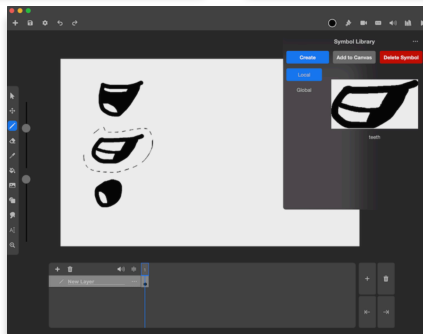 Symbol Library
Create
Add to Canvas
Delete Symbol
Local
Global
teeth
New Layer